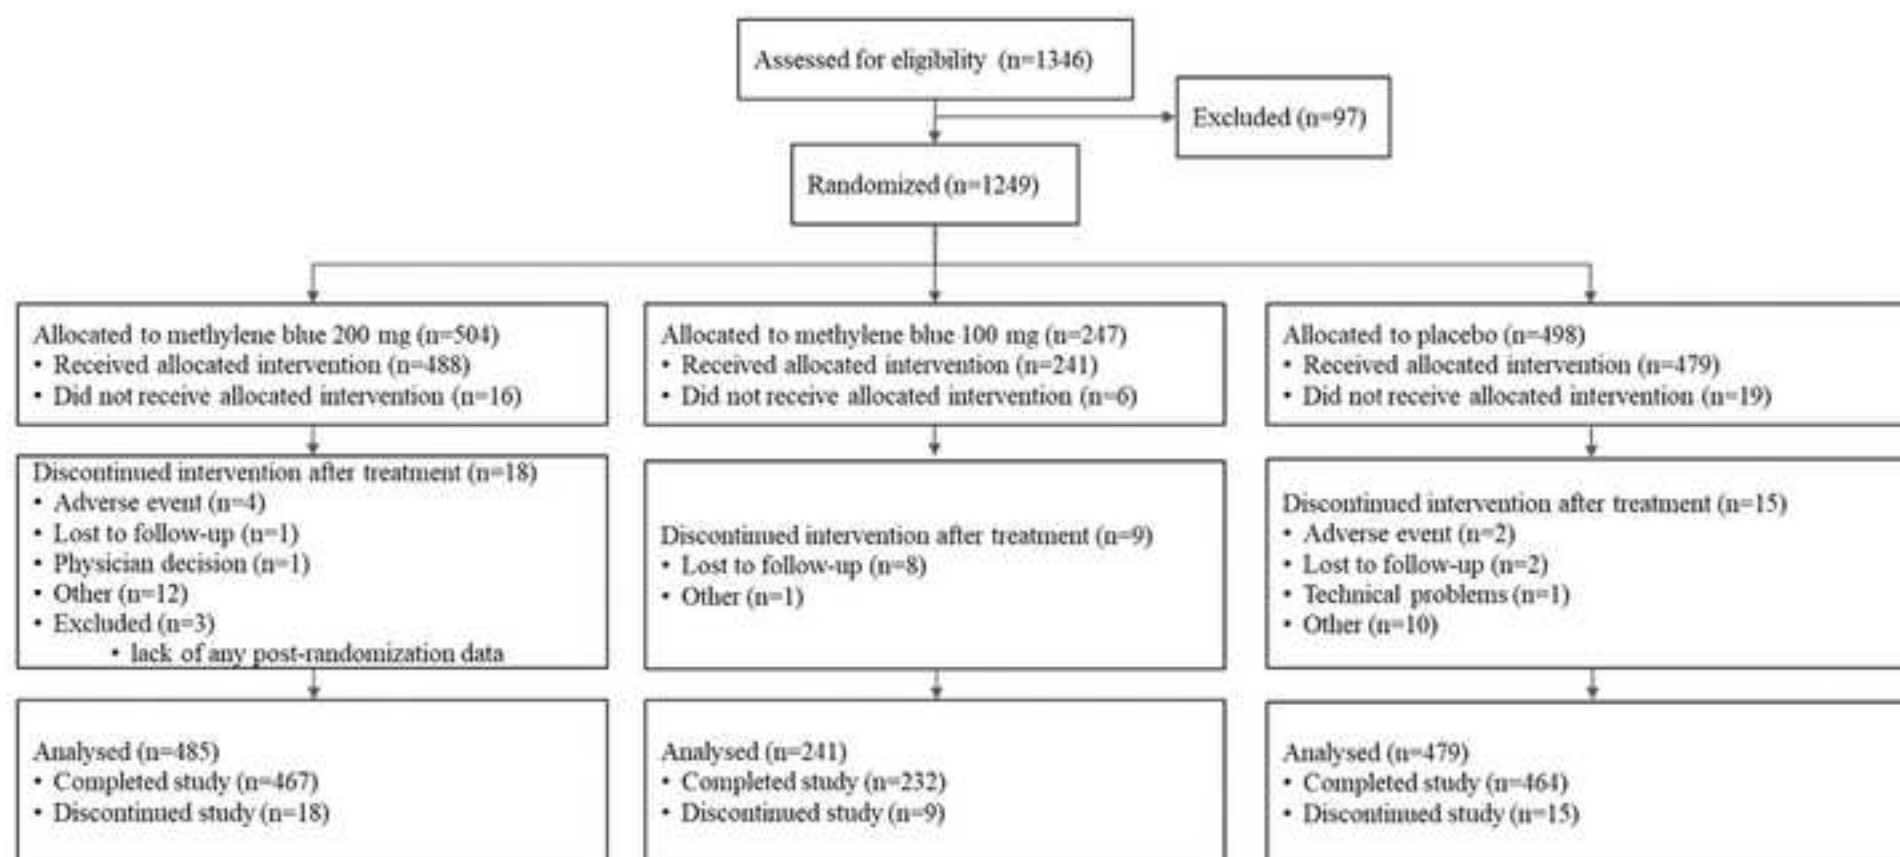 Assessed for eligibility (n=1346)
Excluded (n=97)
Randomized (n=1249)
Allocated to methylene blue 200 mg (n=504)
• Received allocated intervention (n=488)
• Did not receive allocated intervention (n=16)
Allocated to methylene blue 100 mg (n=247)
• Received allocated intervention (n=241)
• Did not receive allocated intervention (n=6)
Allocated to placebo (n=498)
• Received allocated intervention (n=479)
• Did not receive allocated intervention (n=19)
Discontinued intervention after treatment (n=18)
• Adverse event (n=4)
• Lost to follow-up (n=1)
• Physician decision (n=1)
• Other (n=12)
• Excluded (n=3)
• lack of any post-randomization data
Discontinued intervention after treatment (n=9)
• Lost to follow-up (n=8)
• Other (n=1)
Discontinued intervention after treatment (n=15)
• Adverse event (n=2)
• Lost to follow-up (n=2)
• Technical problems (n=1)
• Other (n=10)
Analysed (n=485)
• Completed study (n=467)
• Discontinued study (n=18)
Analysed (n=241)
• Completed study (n=232)
• Discontinued study (n=9)
Analysed (n=479)
• Completed study (n=464)
• Discontinued study (n=15)